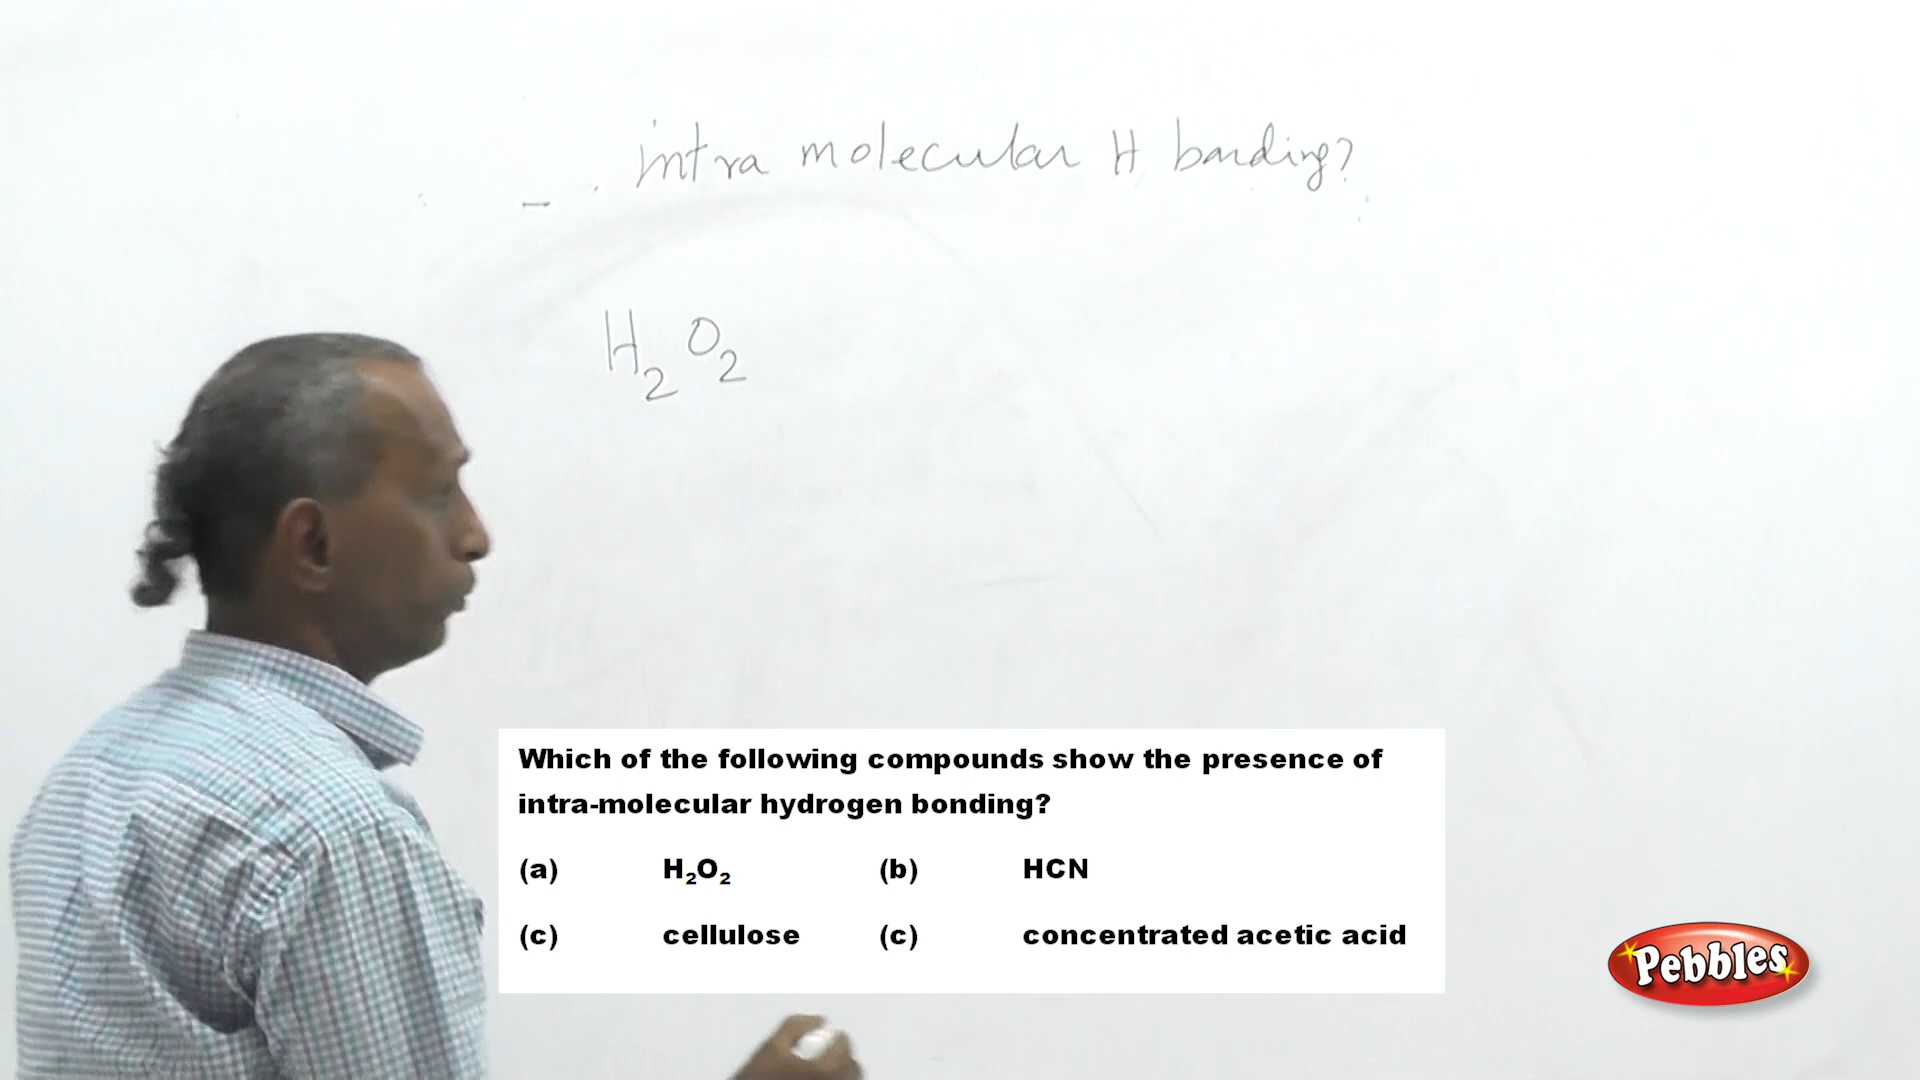 intra molecular H bonding?
H2O2
Which of the following compounds show the presence of
intra-molecular hydrogen bonding?
(a) H₂O₂ (b) HCN
(c) cellulose (c) concentrated acetic acid
Pebbles